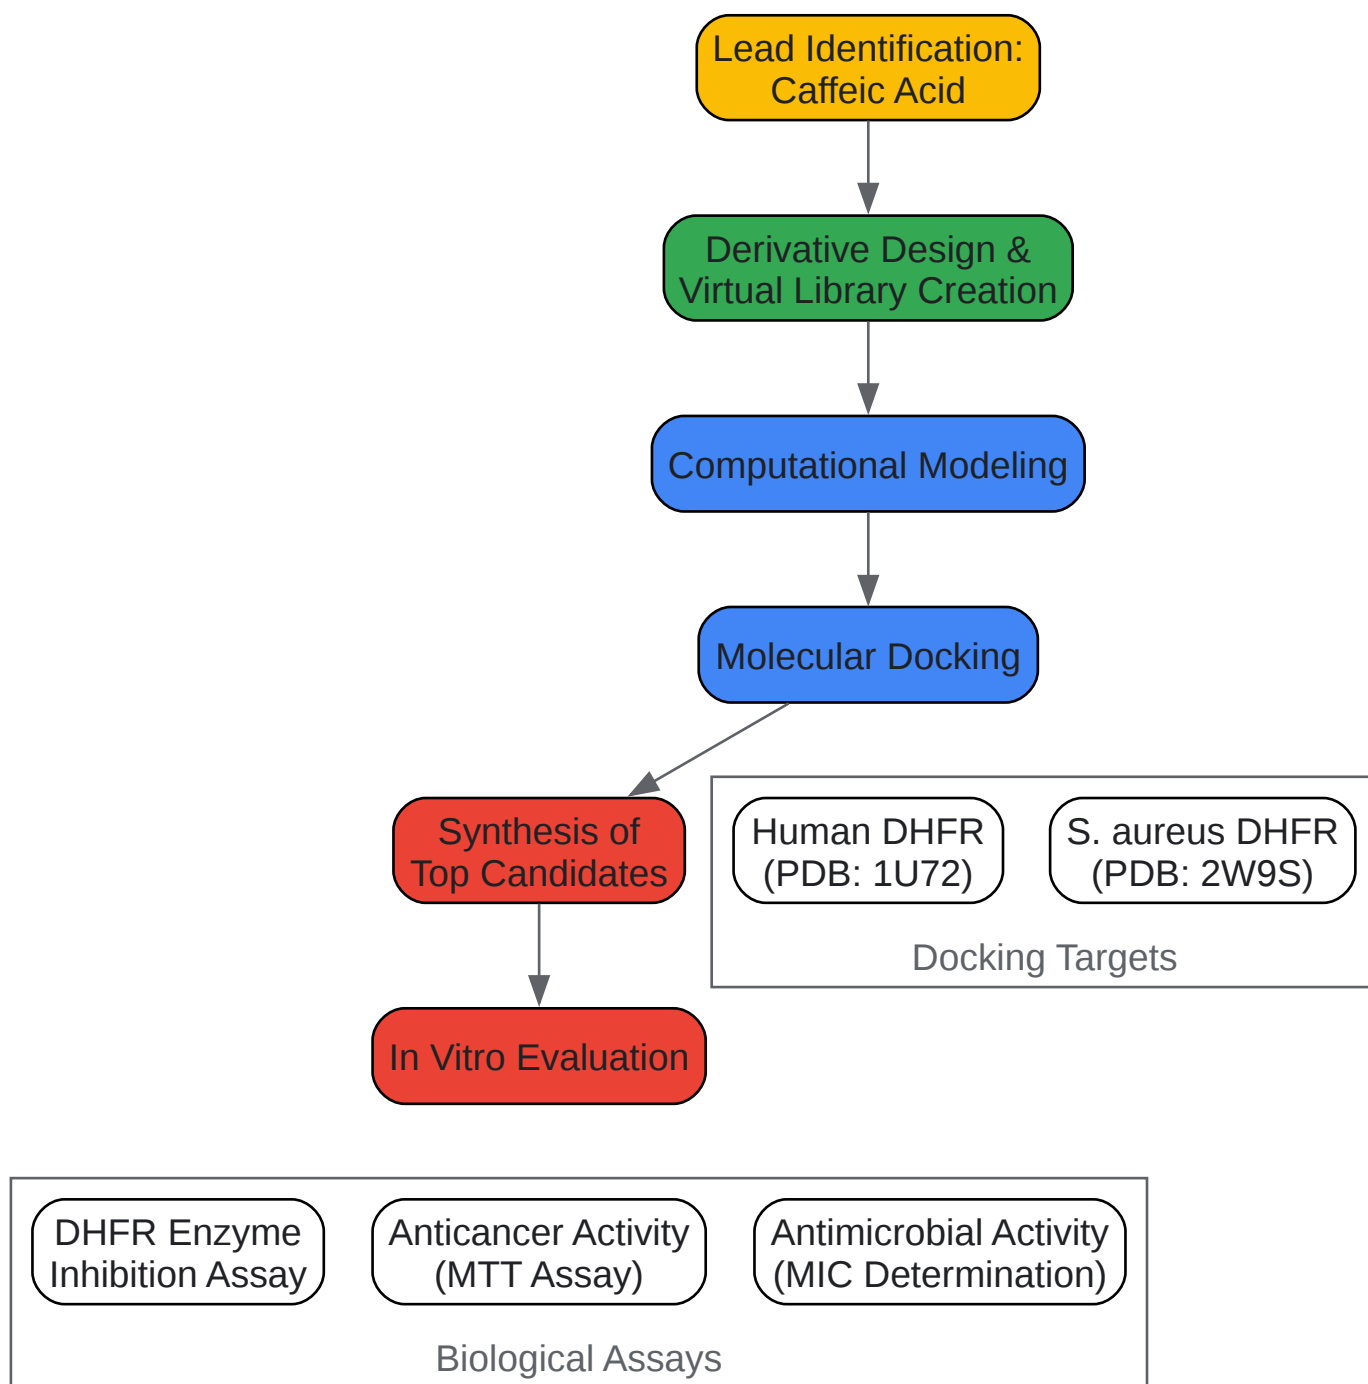 Lead Identification:
Caffeic Acid
Derivative Design &
Virtual Library Creation
Computational Modeling
Molecular Docking
Synthesis of
Top Candidates
Human DHFR
(PDB: 1U72)
S. aureus DHFR
(PDB: 2W9S)
Docking Targets
In Vitro Evaluation
DHFR Enzyme
Inhibition Assay
Anticancer Activity
(MTT Assay)
Antimicrobial Activity
(MIC Determination)
Biological Assays